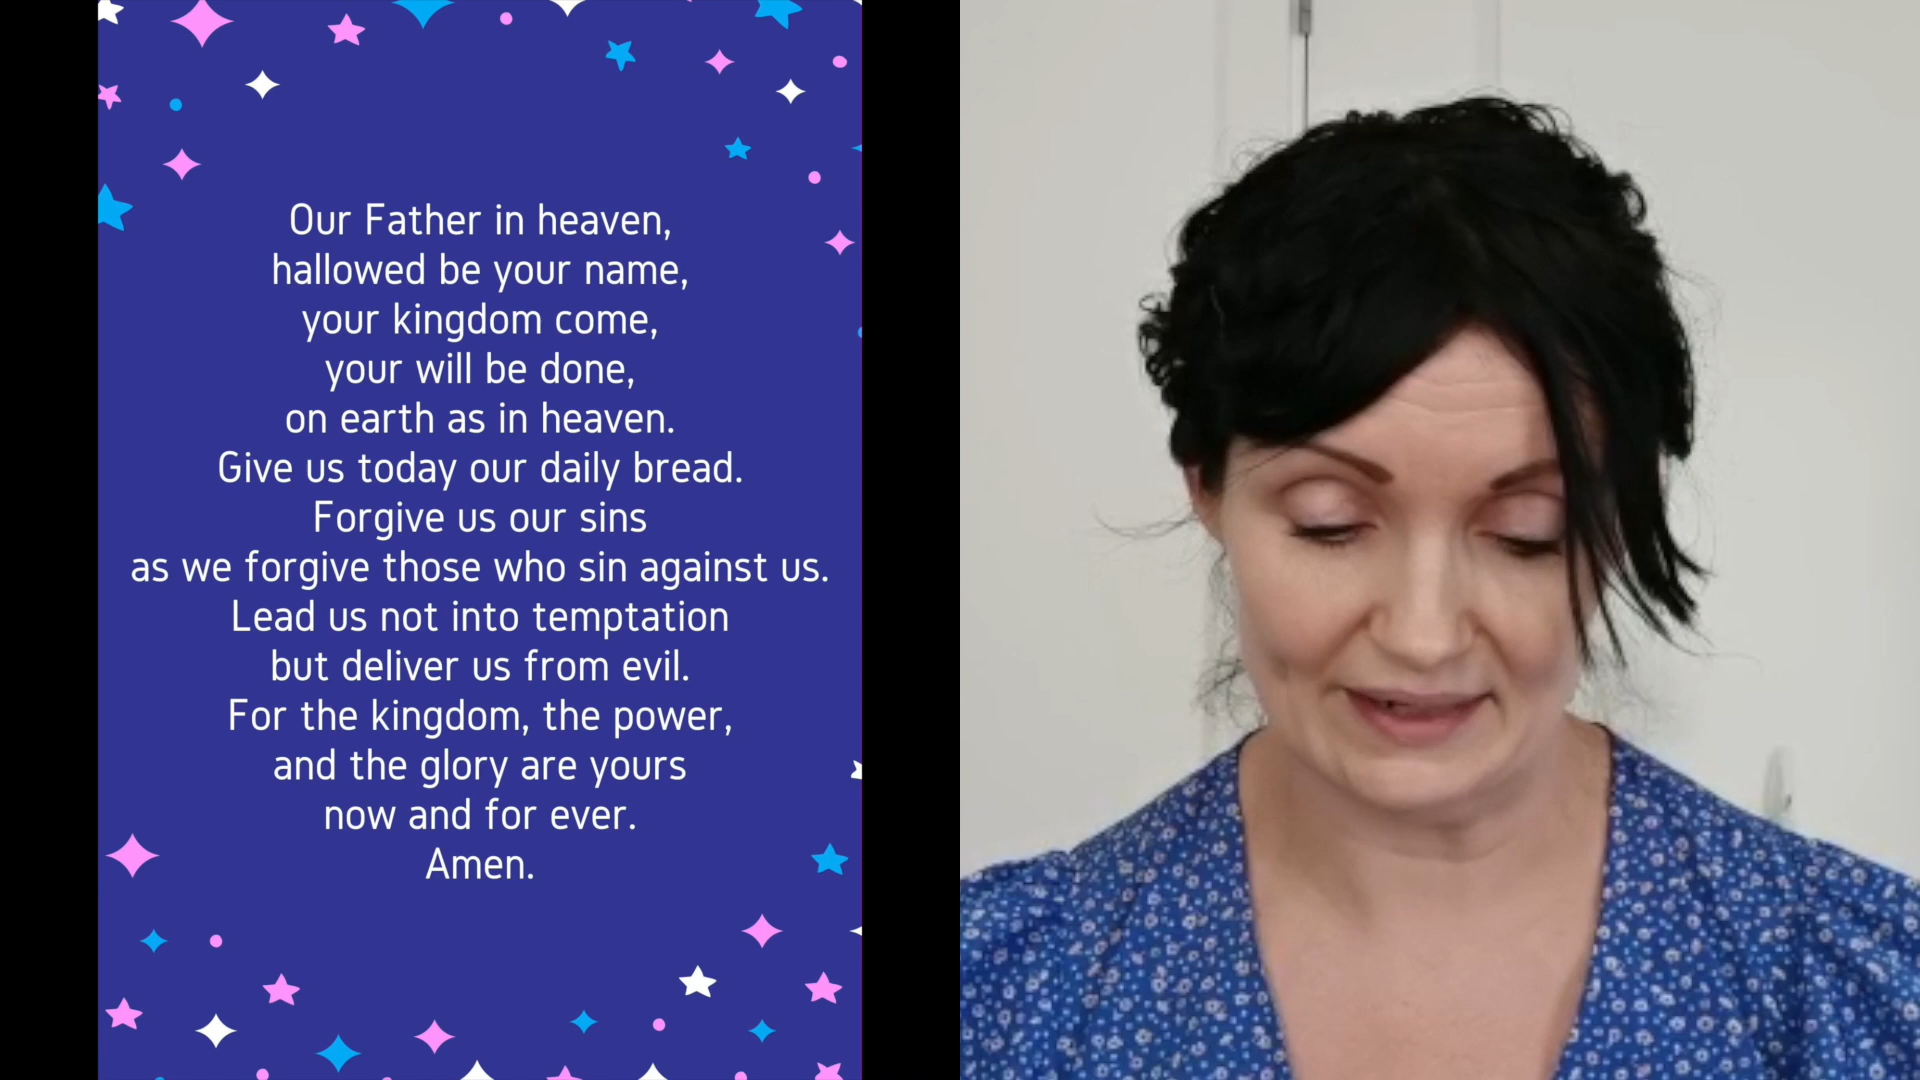 Our Father in heaven,
hallowed be your name,
your kingdom come,
your will be done,
on earth as in heaven.
Give us today our daily bread.
Forgive us our sins
as we forgive those who sin against us.
Lead us not into temptation
but deliver us from evil.
For the kingdom, the power,
and the glory are yours
now and for ever.
Amen.